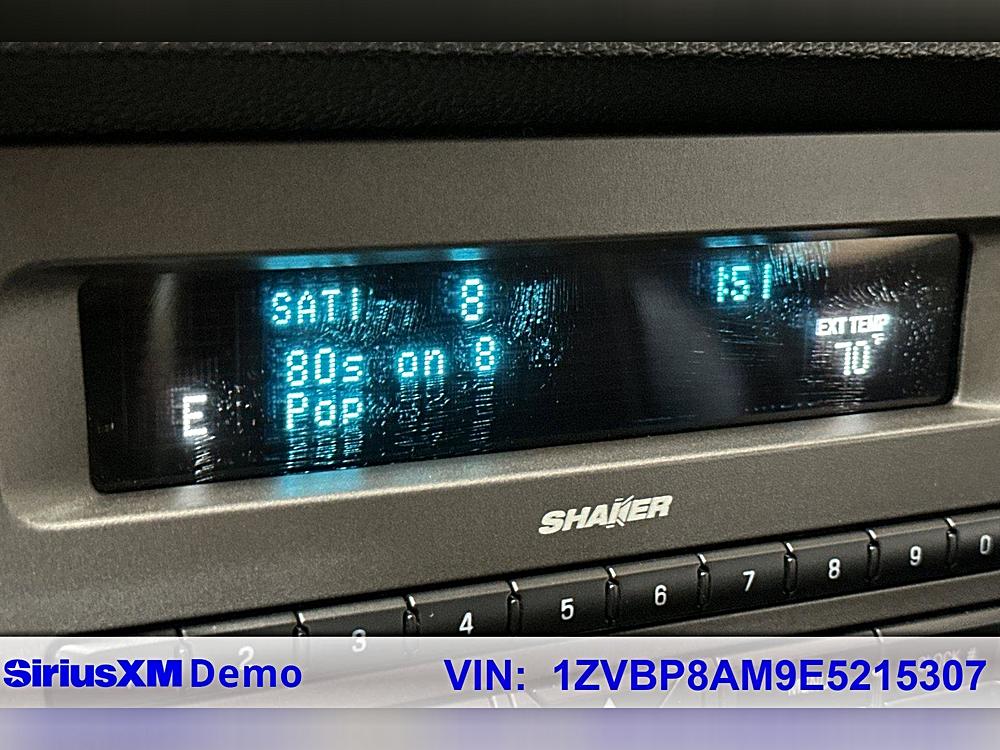 SAT1 8 1:51
EXT TEMP
80s on 8 70°
E Pop
SHAKER
2 3 4 5 6 7 8 9 0
CLOCK #
SiriusXM Demo VIN: 1ZVBP8AM9E5215307